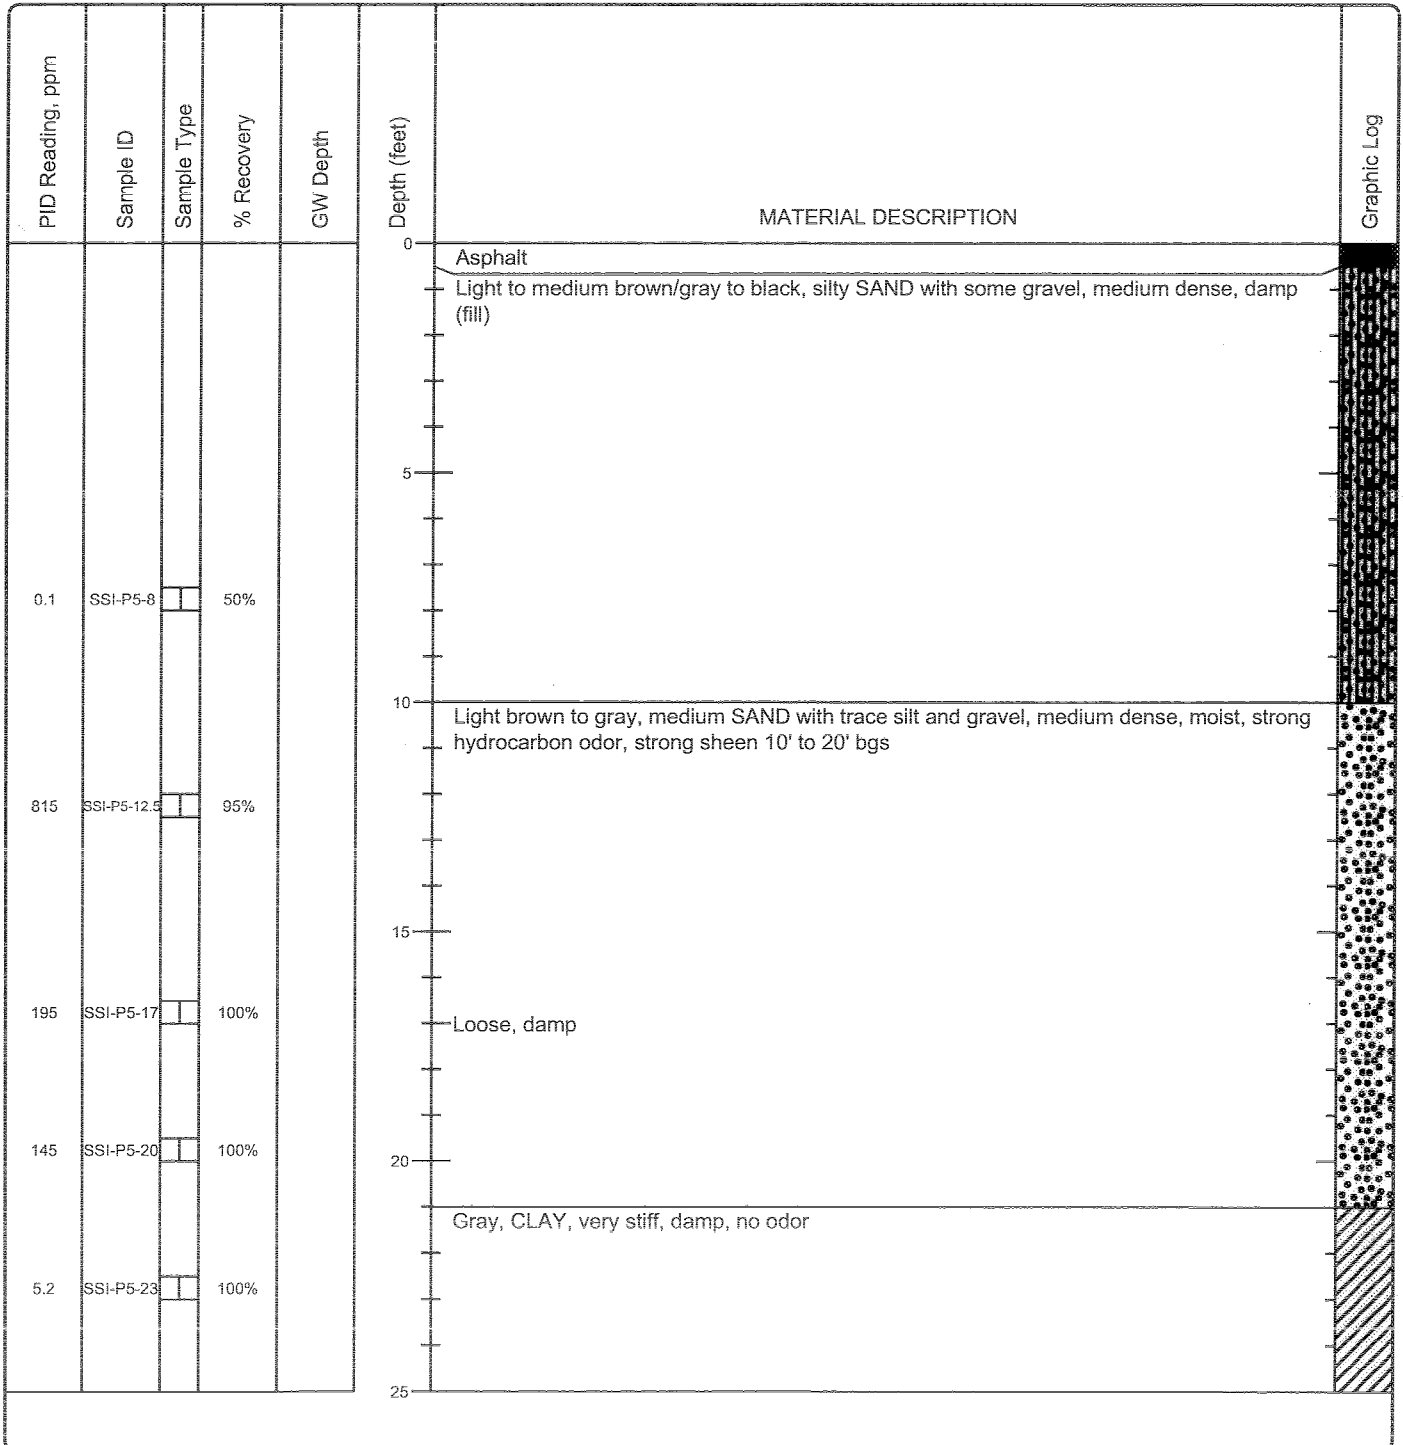 PID Reading, ppm
Sample ID
Sample Type
% Recovery
GW Depth
Depth (feet)
MATERIAL DESCRIPTION
Graphic Log
0
Asphalt
Light to medium brown/gray to black, silty SAND with some gravel, medium dense, damp
(fill)
5
0.1 SSI-P5-8 50%
10
Light brown to gray, medium SAND with trace silt and gravel, medium dense, moist, strong
hydrocarbon odor, strong sheen 10' to 20' bgs
815 SSI-P5-12.5 95%
15
195 SSI-P5-17 100%
Loose, damp
145 SSI-P5-20 100%
20
Gray, CLAY, very stiff, damp, no odor
5.2 SSI-P5-23 100%
25